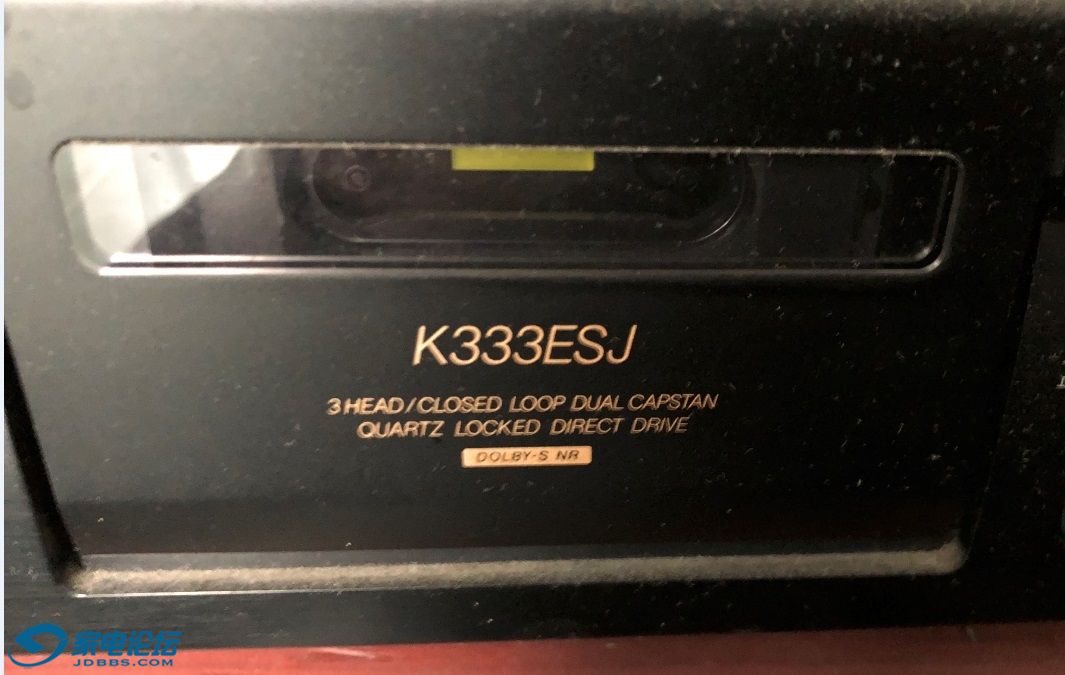 K333ESJ
3 HEAD/CLOSED LOOP DUAL CAPSTAN
QUARTZ LOCKED DIRECT DRIVE
DOLBY-S NR
家电论坛
JDBBS.COM